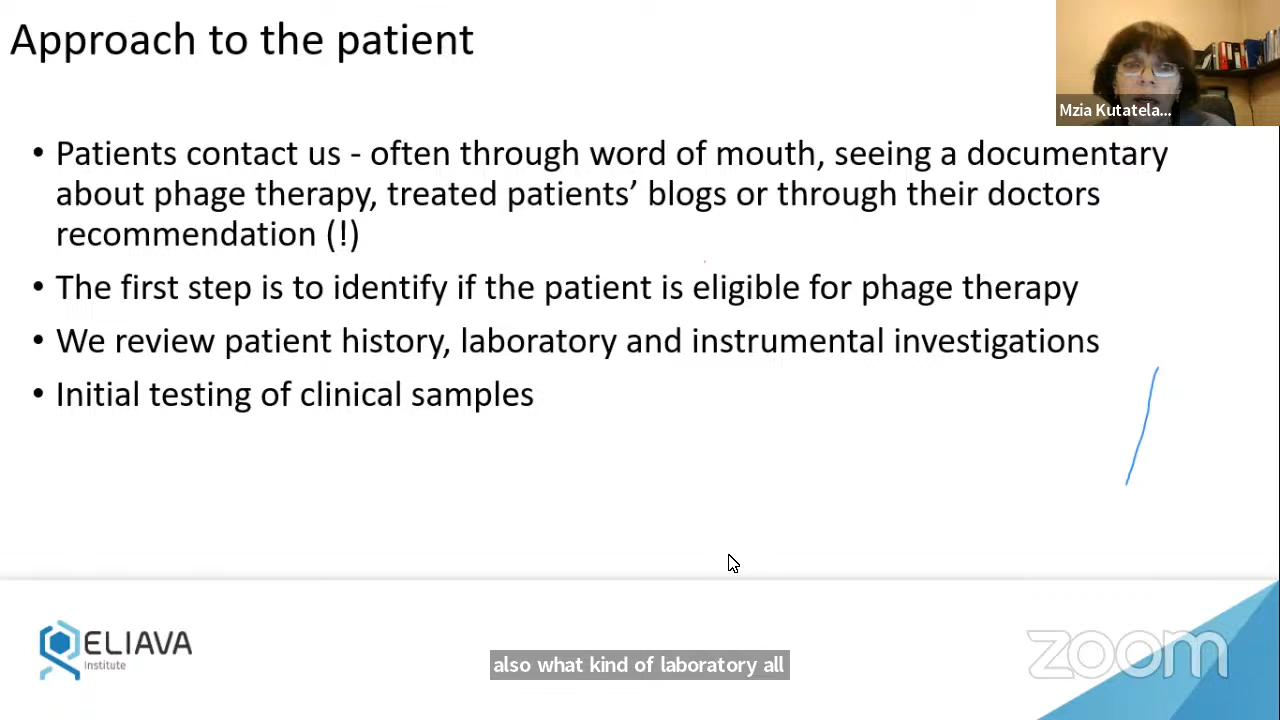 Approach to the patient
Mzia Kutatela...
• Patients contact us - often through word of mouth, seeing a documentary
about phage therapy, treated patients’ blogs or through their doctors
recommendation (!)
• The first step is to identify if the patient is eligible for phage therapy
• We review patient history, laboratory and instrumental investigations
• Initial testing of clinical samples
ELIAVA
Institute
also what kind of laboratory all
zoom